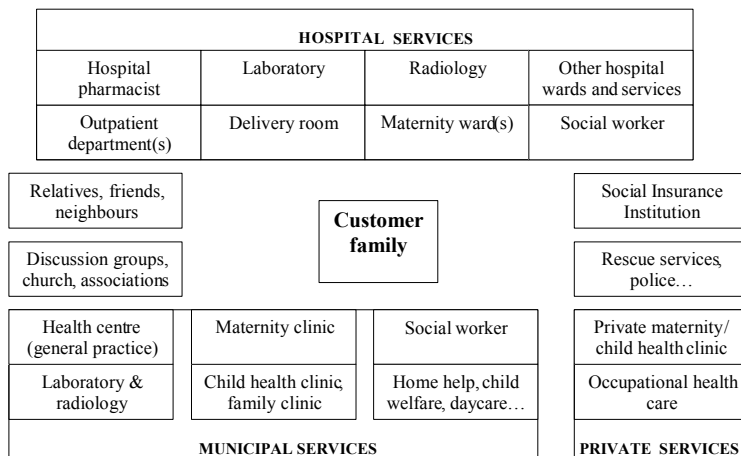 HOSPITAL SERVICES
Hospital
pharmacist
Laboratory
Radiology
Other hospital
wards and services
Outpatient
department(s)
Delivery room
Maternity ward(s)
Social worker
Relatives, friends,
neighbours
Customer
family
Social Insurance
Institution
Discussion groups,
church, associations
Rescue services,
police…
Health centre
(general practice)
Maternity clinic
Social worker
Private maternity/
child health clinic
Laboratory &
radiology
Child health clinic,
family clinic
Home help, child
welfare, daycare…
Occupational health
care
MUNICIPAL SERVICES
PRIVATE SERVICES